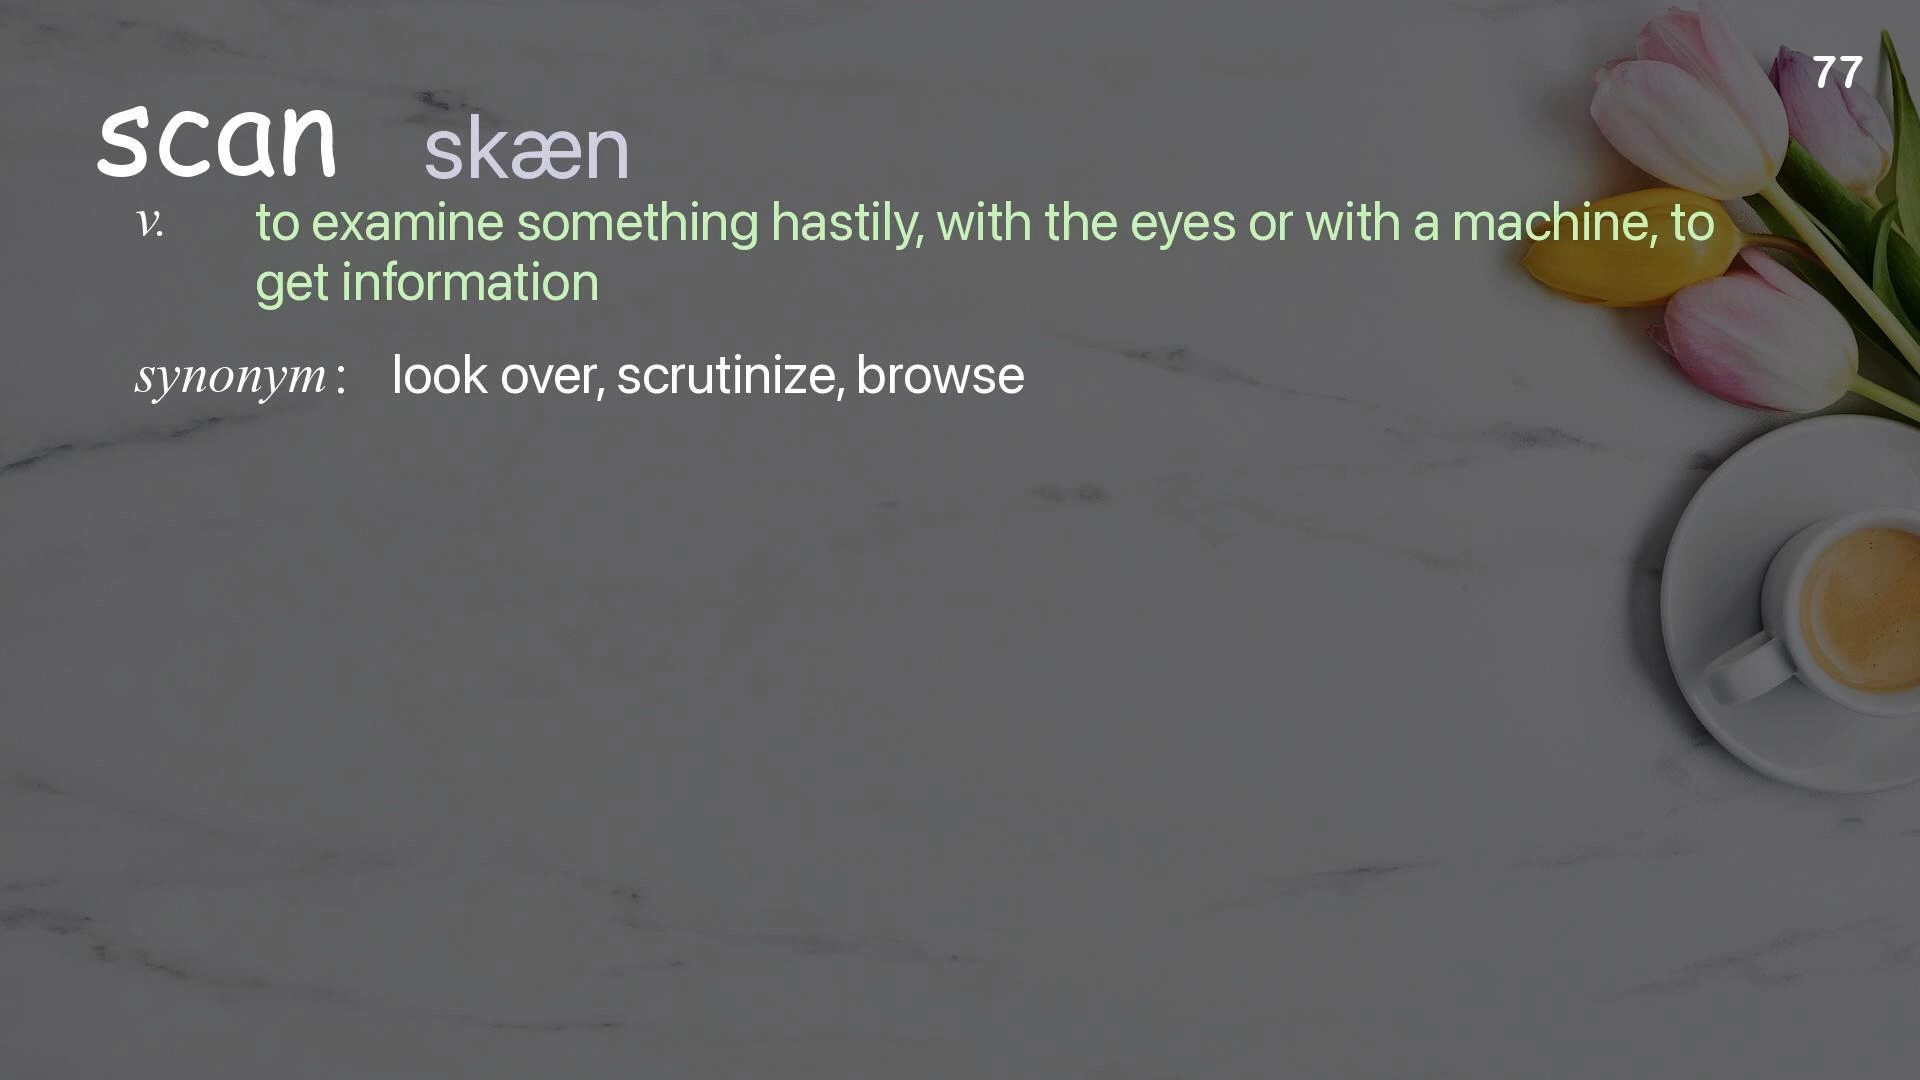 77
scan skæn
v. to examine something hastily, with the eyes or with a machine, to
get information
synonym : look over, scrutinize, browse